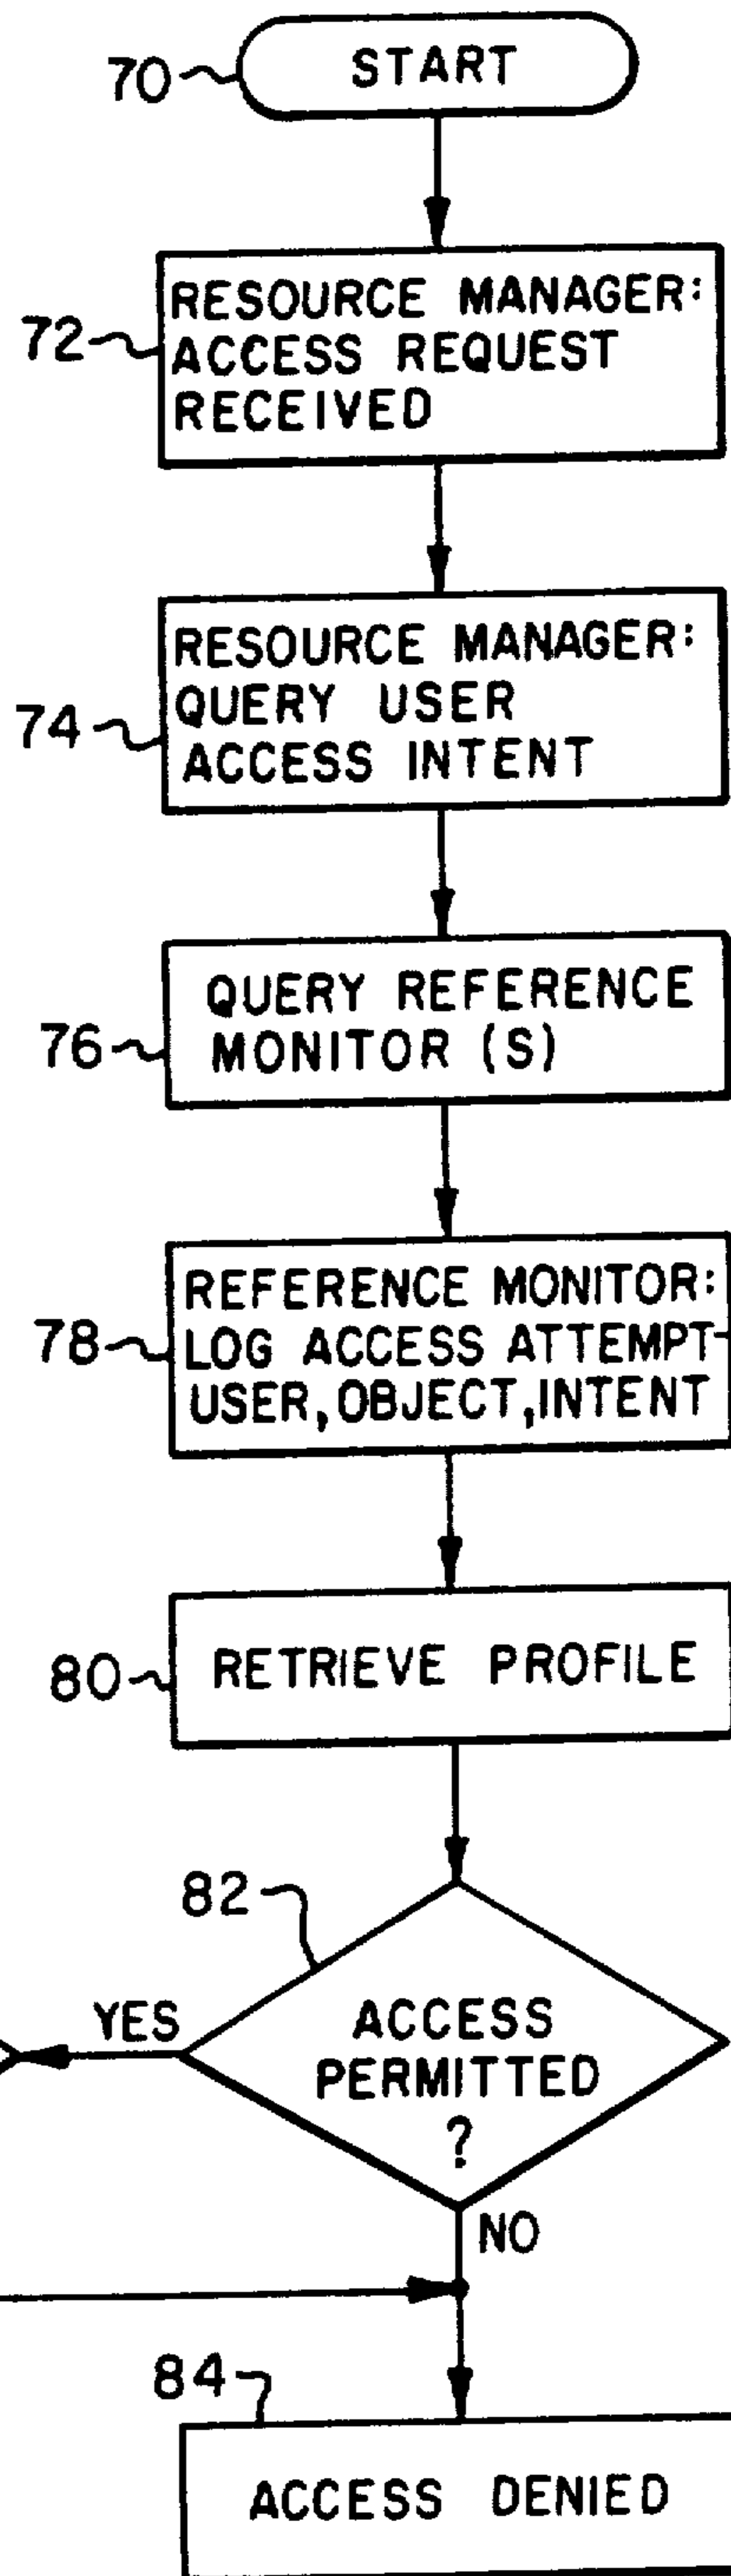 70
START
72
RESOURCE MANAGER:
ACCESS REQUEST
RECEIVED
74
RESOURCE MANAGER:
QUERY USER
ACCESS INTENT
76
QUERY REFERENCE
MONITOR (S)
78
REFERENCE MONITOR:
LOG ACCESS ATTEMPT-
USER, OBJECT, INTENT
80
RETRIEVE PROFILE
82
YES
ACCESS
PERMITTED
?
NO
84
ACCESS DENIED